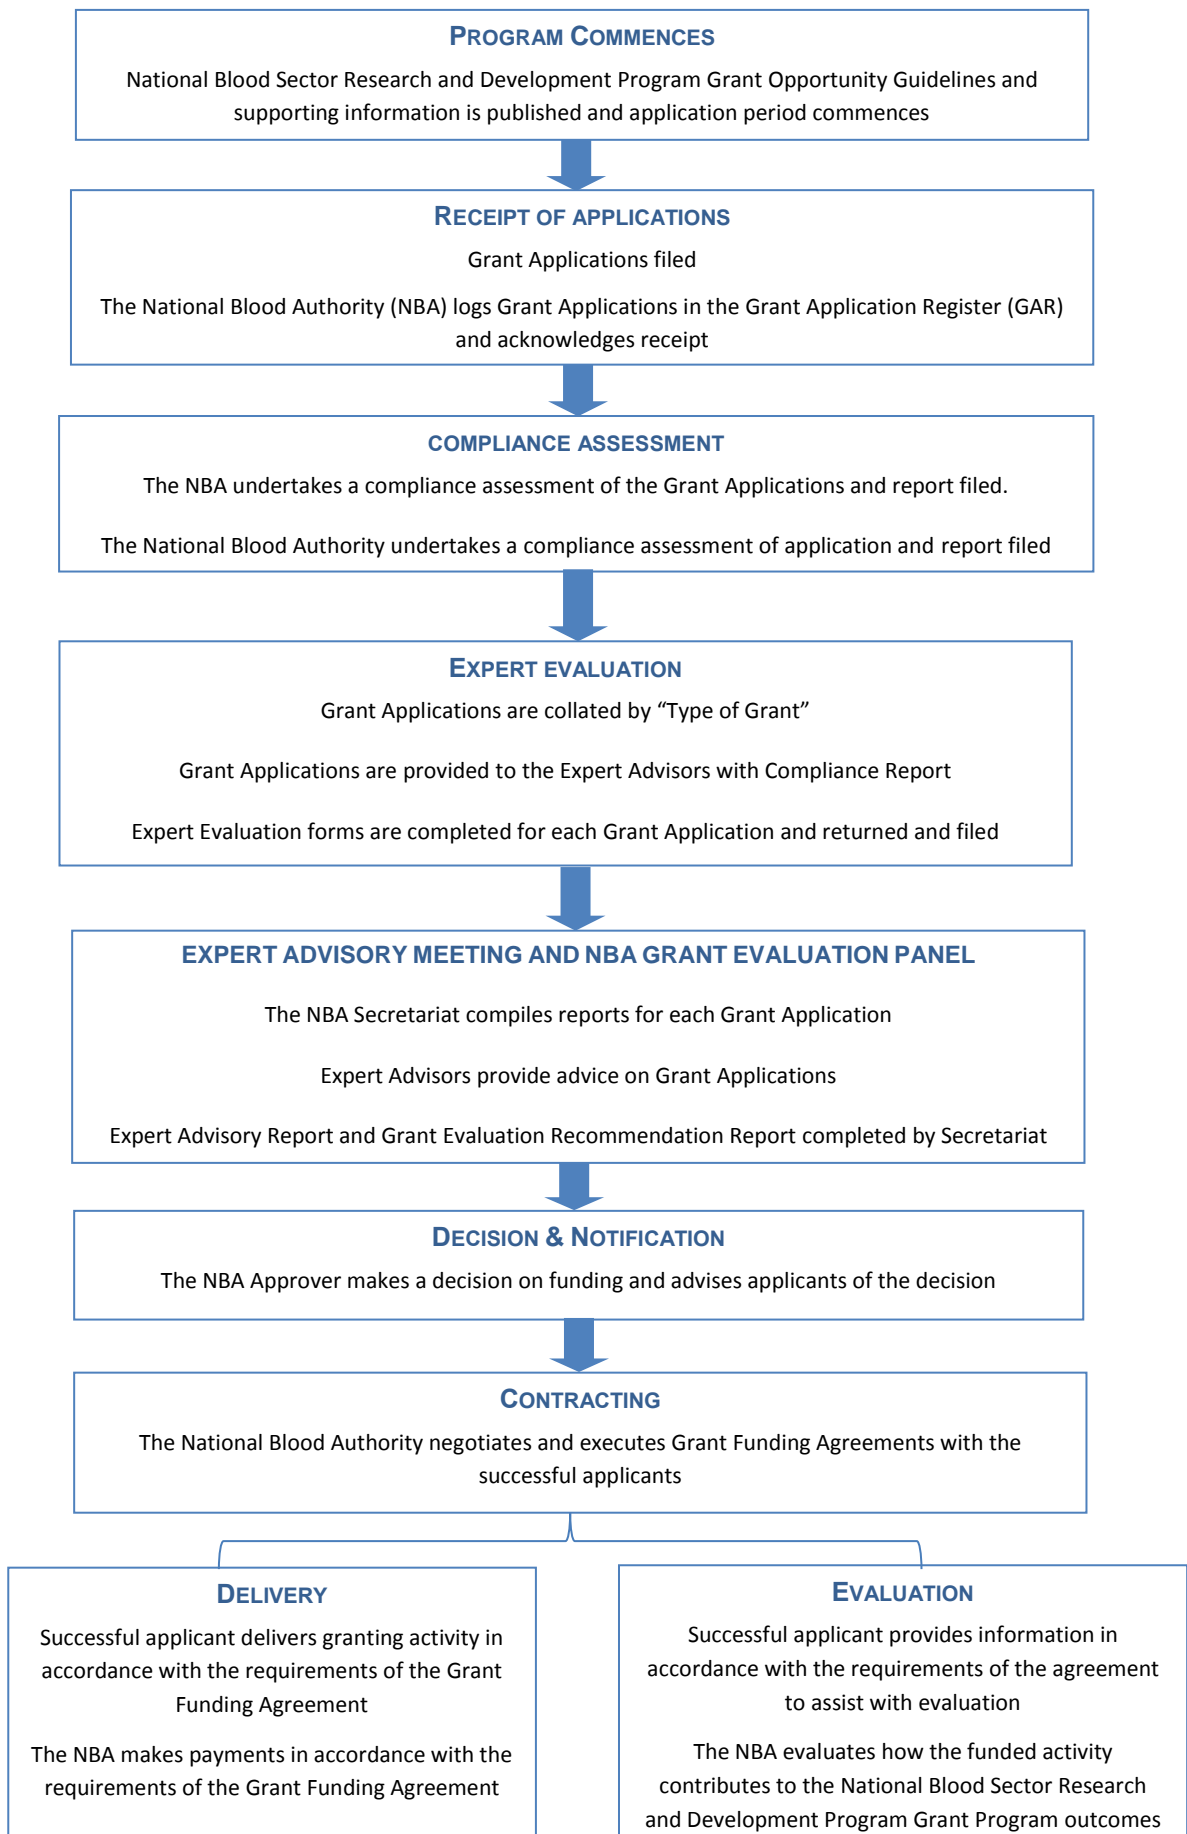 PROGRAM COMMENCES
National Blood Sector Research and Development Program Grant Opportunity Guidelines and
supporting information is published and application period commences
RECEIPT OF APPLICATIONS
Grant Applications filed
The National Blood Authority (NBA) logs Grant Applications in the Grant Application Register (GAR)
and acknowledges receipt
COMPLIANCE ASSESSMENT
The NBA undertakes a compliance assessment of the Grant Applications and report filed.
The National Blood Authority undertakes a compliance assessment of application and report filed
EXPERT EVALUATION
Grant Applications are collated by “Type of Grant”
Grant Applications are provided to the Expert Advisors with Compliance Report
Expert Evaluation forms are completed for each Grant Application and returned and filed
EXPERT ADVISORY MEETING AND NBA GRANT EVALUATION PANEL
The NBA Secretariat compiles reports for each Grant Application
Expert Advisors provide advice on Grant Applications
Expert Advisory Report and Grant Evaluation Recommendation Report completed by Secretariat
DECISION & NOTIFICATION
The NBA Approver makes a decision on funding and advises applicants of the decision
CONTRACTING
The National Blood Authority negotiates and executes Grant Funding Agreements with the
successful applicants
DELIVERY
Successful applicant delivers granting activity in
accordance with the requirements of the Grant
Funding Agreement
The NBA makes payments in accordance with the
requirements of the Grant Funding Agreement
EVALUATION
Successful applicant provides information in
accordance with the requirements of the agreement
to assist with evaluation
The NBA evaluates how the funded activity
contributes to the National Blood Sector Research
and Development Program Grant Program outcomes